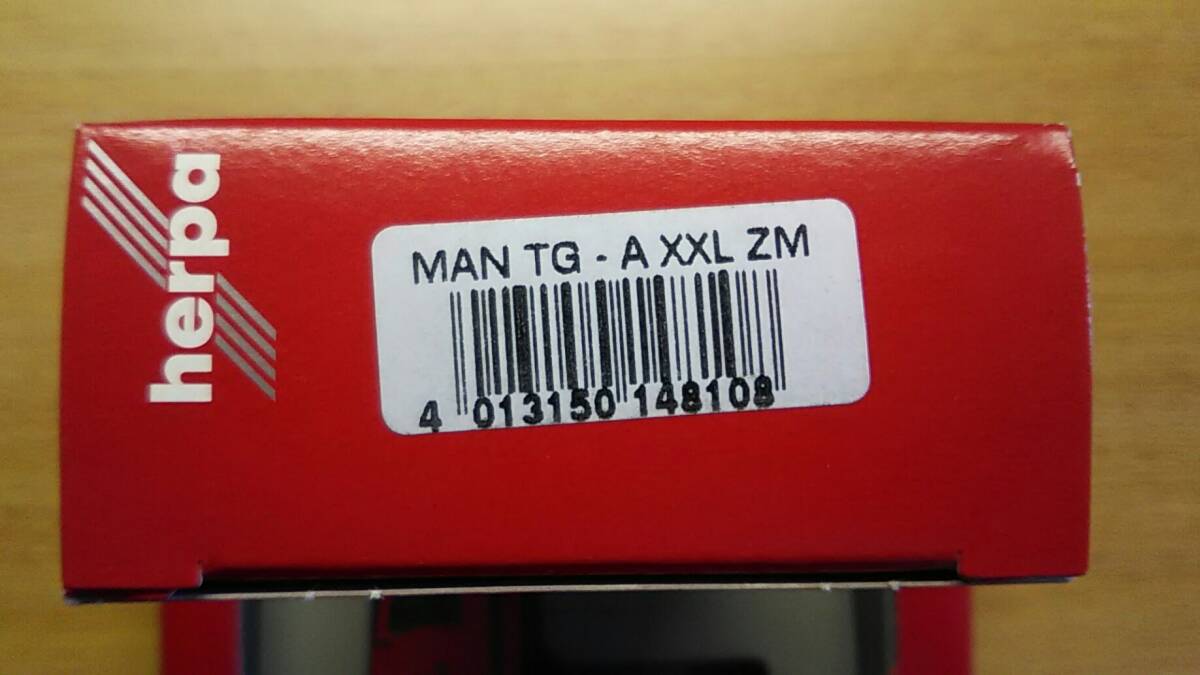 herpa
MAN TG - A XXL ZM
4 013150 148108